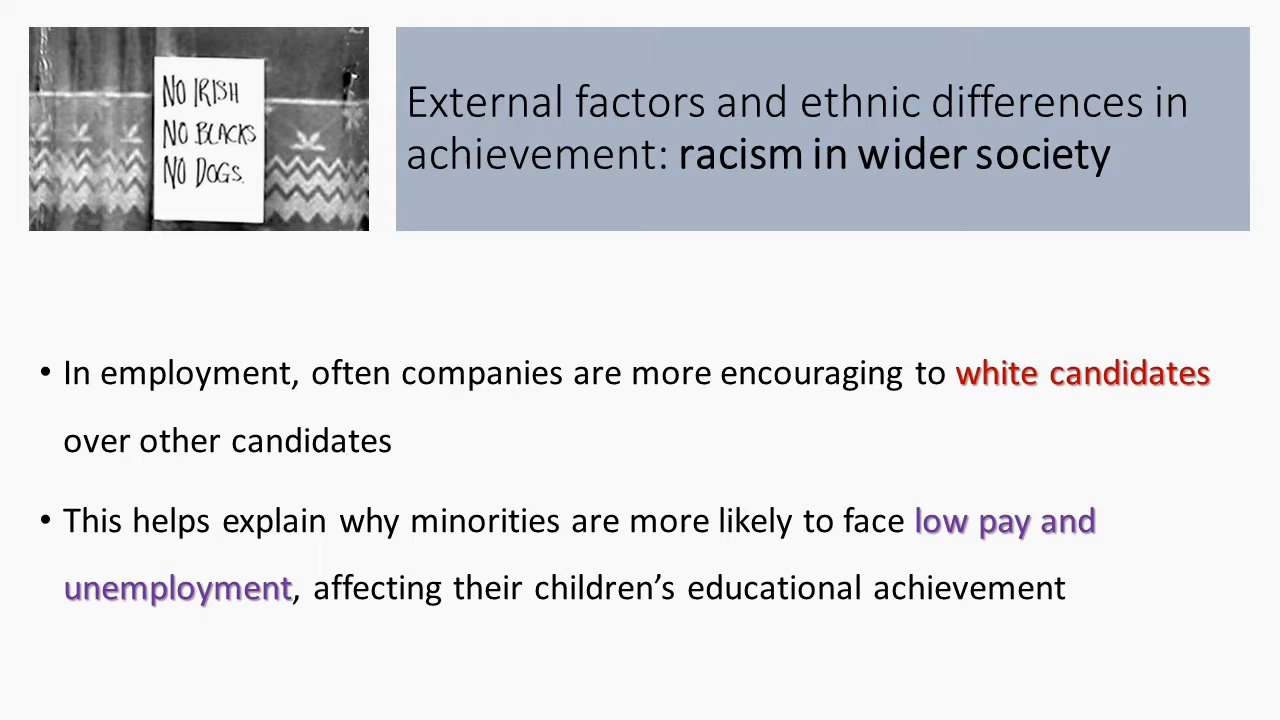 NO IRISH
NO BLACKS
NO DOGS.
External factors and ethnic differences in
achievement: racism in wider society
• In employment, often companies are more encouraging to white candidates
over other candidates
• This helps explain why minorities are more likely to face low pay and
unemployment, affecting their children’s educational achievement